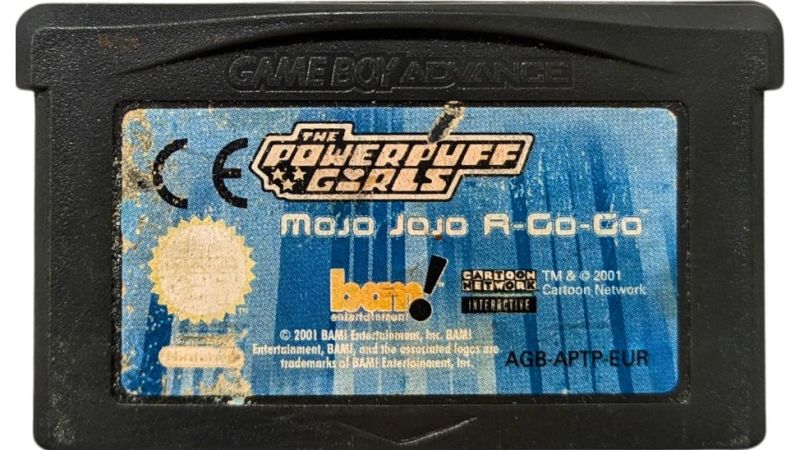 GAME BOY ADVANCE
CE
THE
POWERPUFF
GIRLS
MOJO JOJO A-GO-GO
bam!
entertainment
CARTOON
NETWORK
INTERACTIVE
TM & © 2001
Cartoon Network
© 2001 BAM! Entertainment, Inc. BAM!
Entertainment, BAM!, and the associated logos are
trademarks of BAM! Entertainment, Inc.
Nintendo
AGB-APTP-EUR